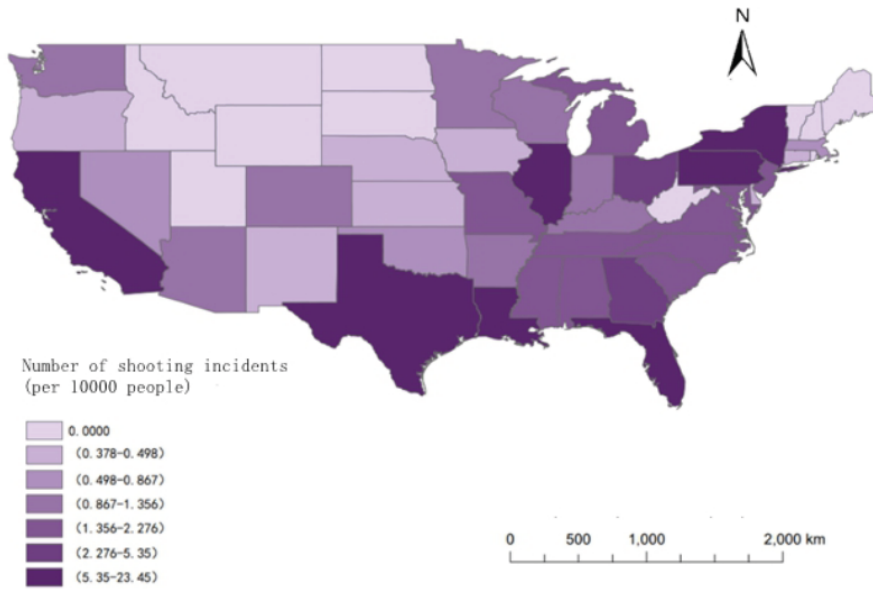 N
Number of shooting incidents
(per 10000 people)
0.0000
(0.378-0.498)
(0.498-0.867)
(0.867-1.356)
(1.356-2.276)
(2.276-5.35)
(5.35-23.45)
0 500 1,000 2,000 km